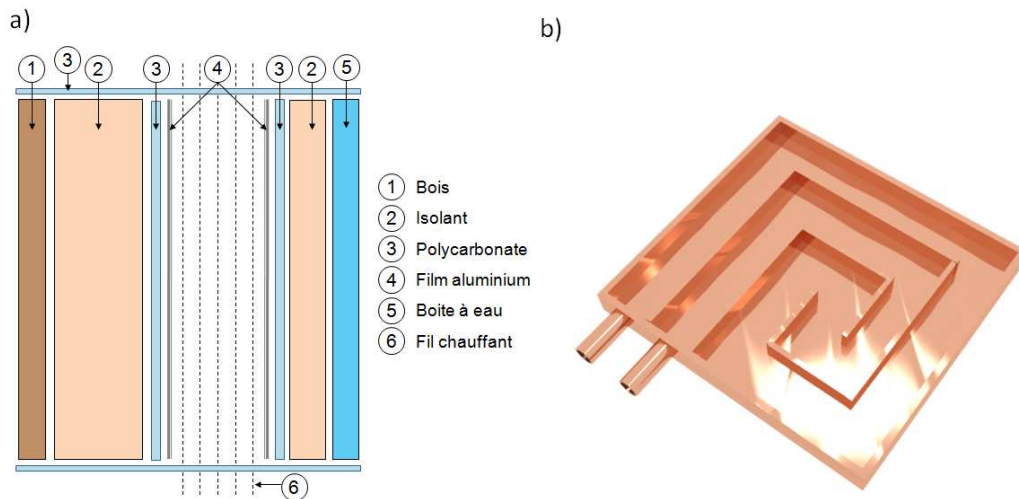 a)
b)
1 3 2 3 4 3 2 5
1 Bois
2 Isolant
3 Polycarbonate
4 Film aluminium
5 Boite à eau
6 Fil chauffant
6